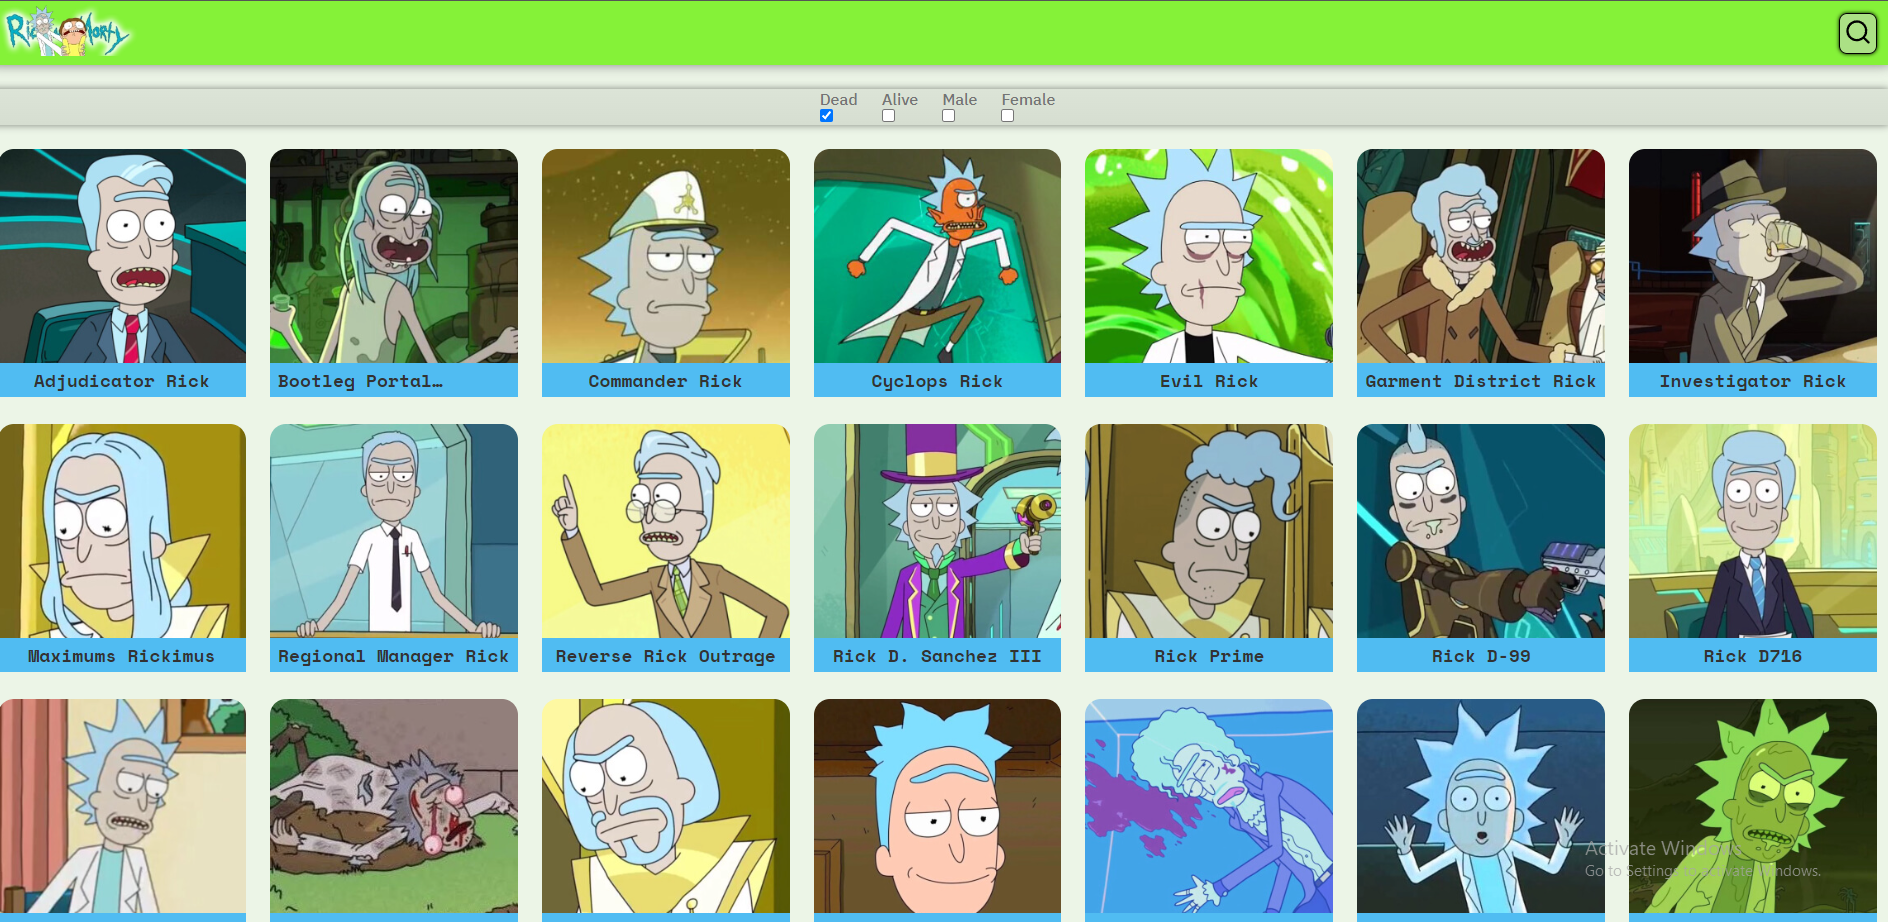 Rick Morty
Dead Alive Male Female
Adjudicator Rick
Bootleg Portal…
Commander Rick
Cyclops Rick
Evil Rick
Garment District Rick
Investigator Rick
Maximums Rickimus
Regional Manager Rick
Reverse Rick Outrage
Rick D. Sanchez III
Rick Prime
Rick D-99
Rick D716
Activate Windows
Go to Settings to activate Windows.